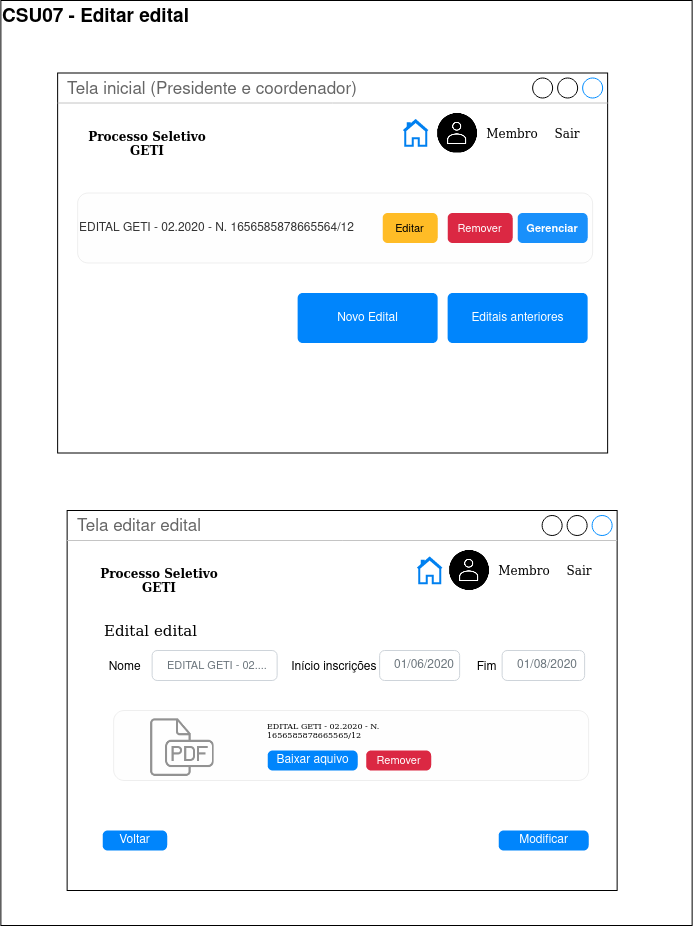 CSU07 - Editar edital
Tela inicial (Presidente e coordenador)
Processo Seletivo
GETI
Membro
Sair
EDITAL GETI - 02.2020 - N. 1656585878665564/12
Editar
Remover
Gerenciar
Novo Edital
Editais anteriores
Tela editar edital
Processo Seletivo
GETI
Membro
Sair
Edital edital
Nome
EDITAL GETI - 02....
Início inscrições
01/06/2020
Fim
01/08/2020
PDF
EDITAL GETI - 02.2020 - N.
1656585878665565/12
Baixar aquivo
Remover
Voltar
Modificar